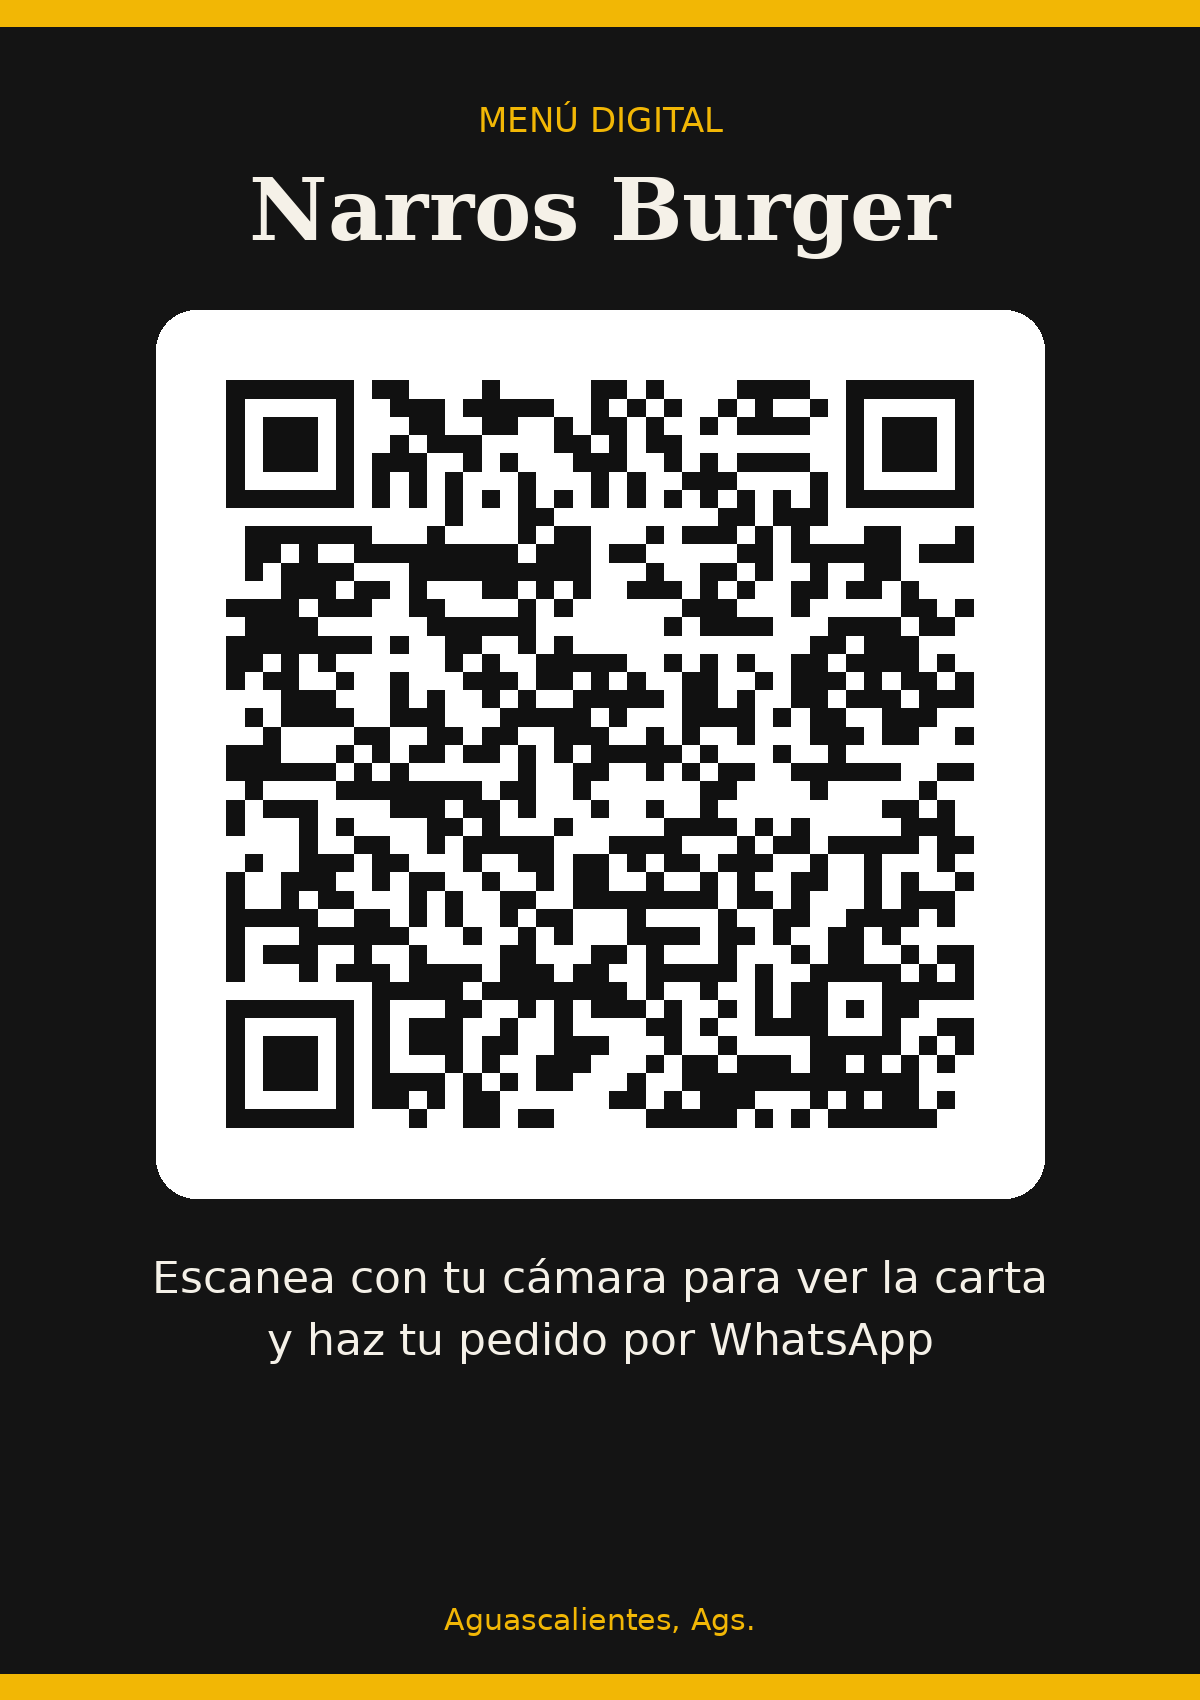 MENÚ DIGITAL
Narros Burger
Escanea con tu cámara para ver la carta
y haz tu pedido por WhatsApp
Aguascalientes, Ags.